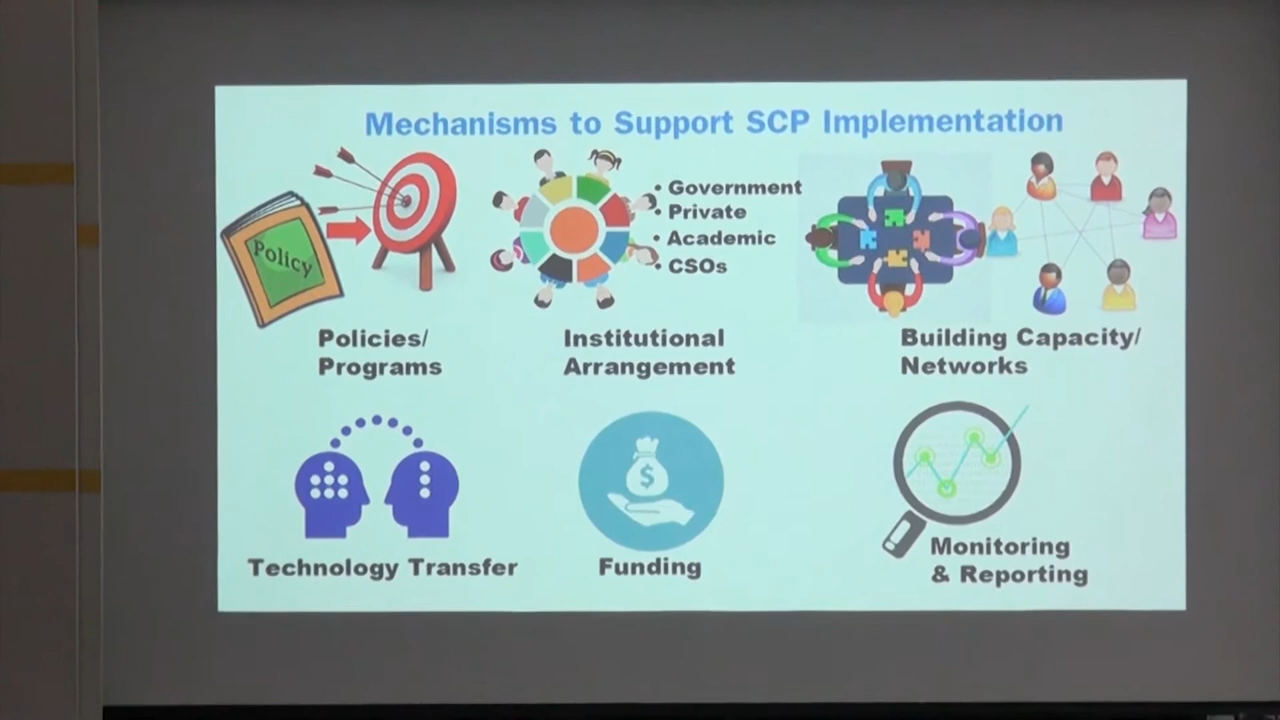 Mechanisms to Support SCP Implementation
Policy
• Government
• Private
• Academic
• CSOs
Policies/
Programs
Institutional
Arrangement
Building Capacity/
Networks
$
Technology Transfer
Funding
Monitoring
& Reporting